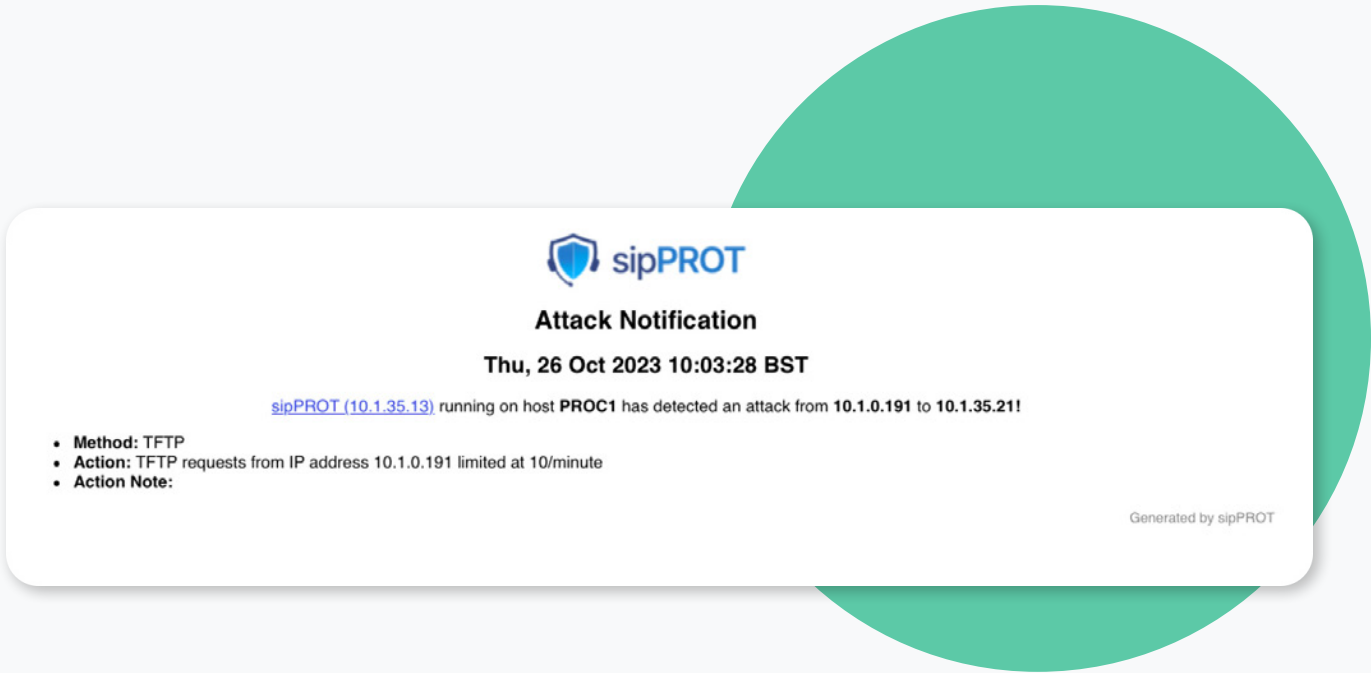 sipPROT
Attack Notification
Thu, 26 Oct 2023 10:03:28 BST
sipPROT (10.1.35.13) running on host PROC1 has detected an attack from 10.1.0.191 to 10.1.35.21!
• Method: TFTP
• Action: TFTP requests from IP address 10.1.0.191 limited at 10/minute
• Action Note:
Generated by sipPROT